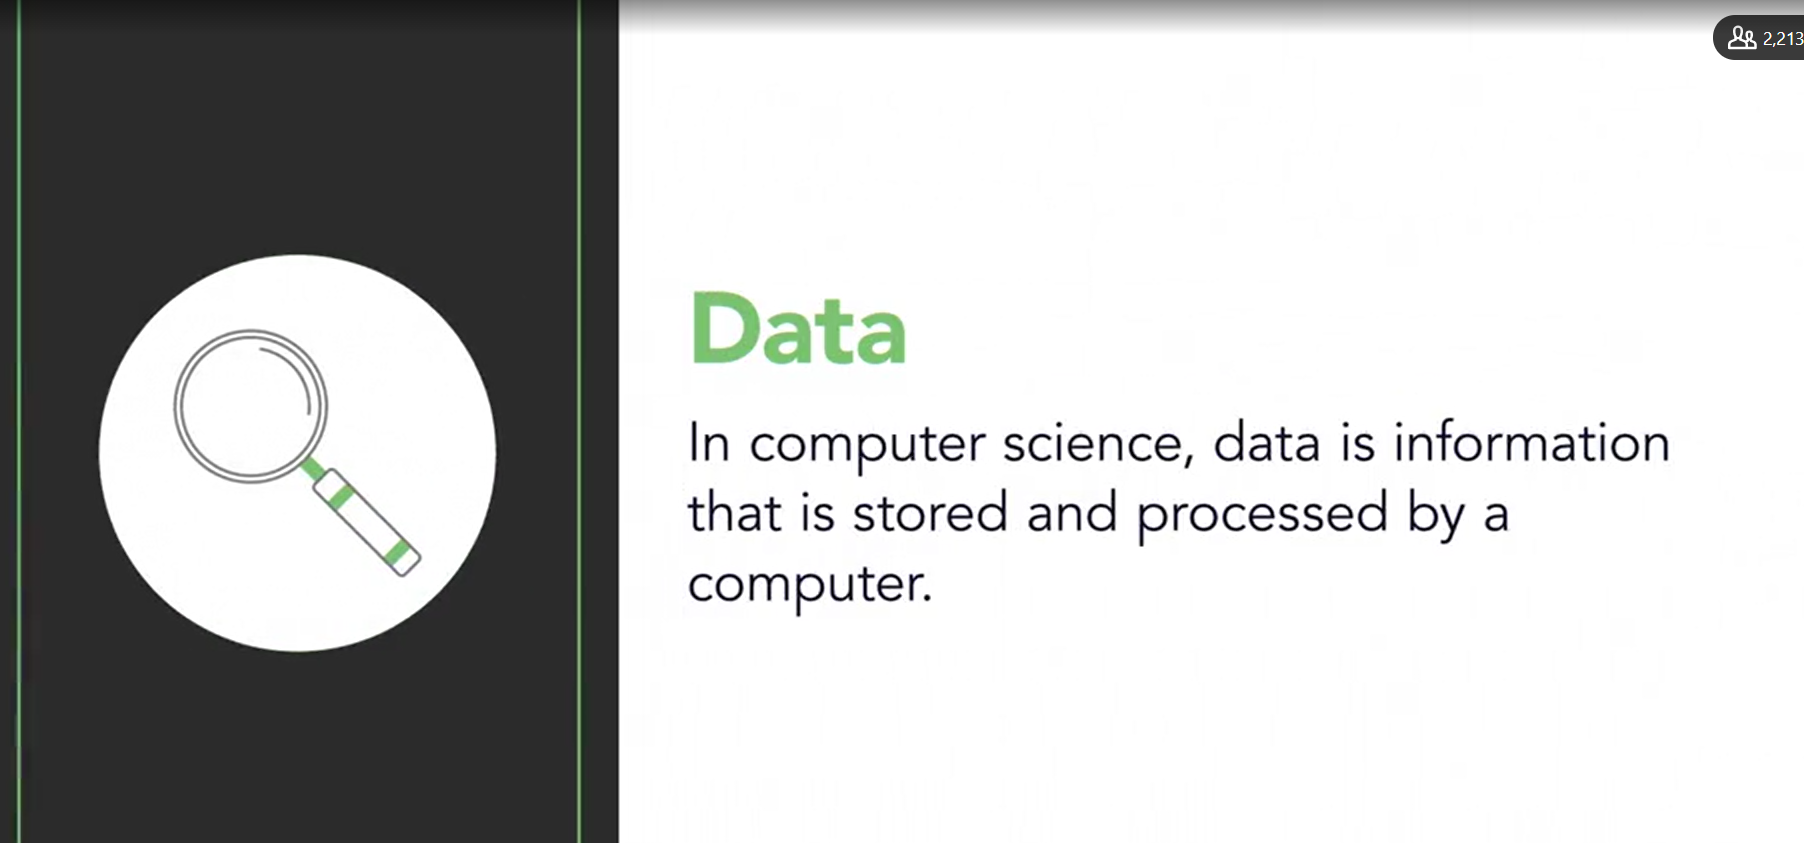 2,213
Data
In computer science, data is information
that is stored and processed by a
computer.